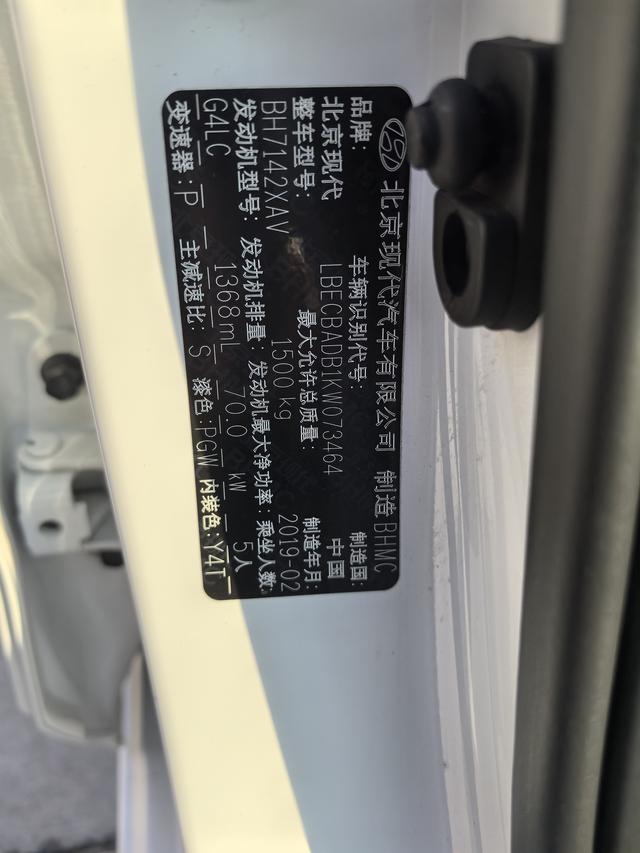 北京现代汽车有限公司 制造 BHMC
品牌: 车辆识别代号: 制造国:
北京现代 LBECBADB1KW073464 中国
整车型号: 最大允许总质量: 制造年月:
BH7142XAV 1500 kg 2019-02
发动机型号: 发动机排量: 发动机最大净功率: 乘坐人数:
G4LC 1368mL 70.0 kW 5人
变速器: P 主减速比: S 漆色: PGW 内装色: Y4T